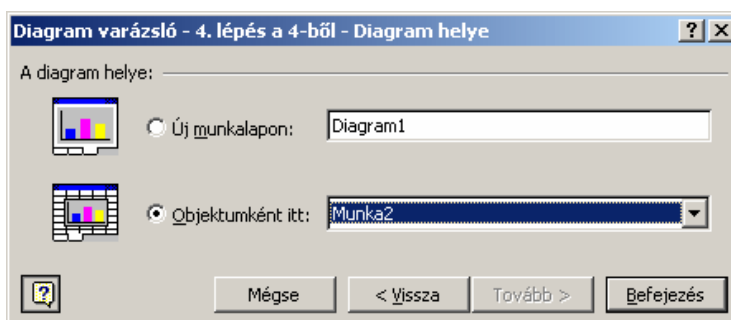 Diagram varázsló - 4. lépés a 4-ből - Diagram helye
A diagram helye:
Új munkalapon: Diagram1
Objektumként itt: Munka2
Mégse < Vissza Tovább > Befejezés